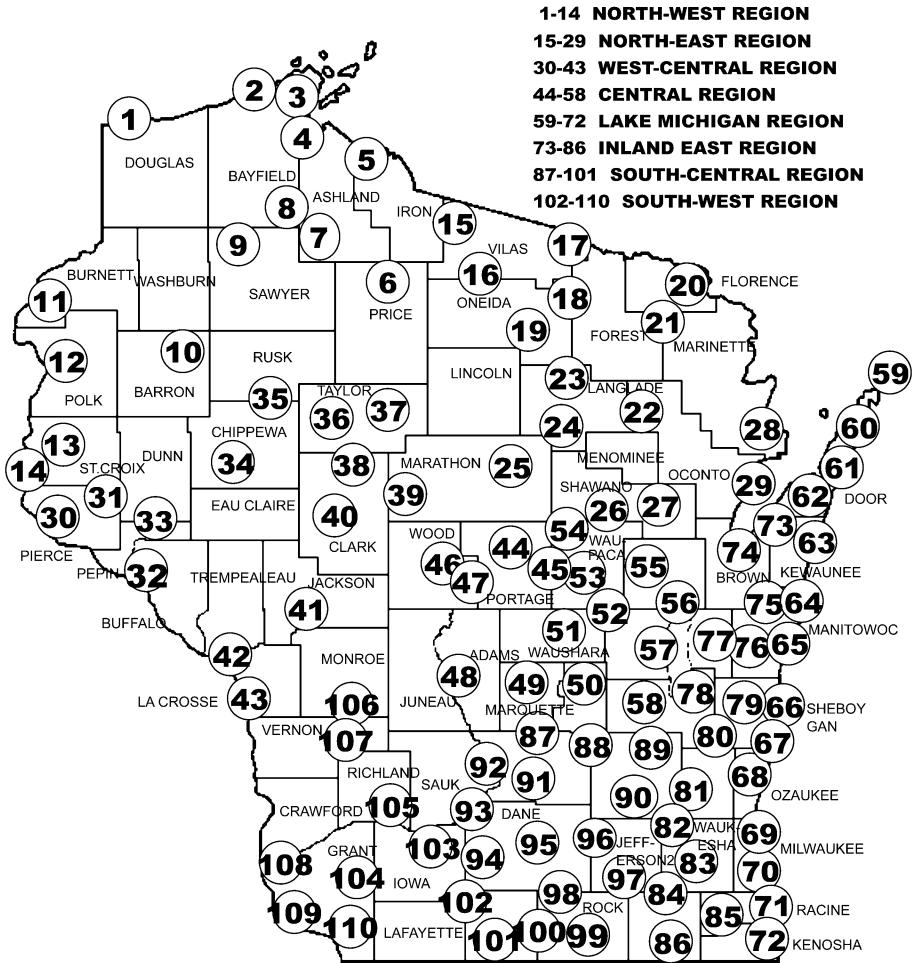 1-14 NORTH-WEST REGION
15-29 NORTH-EAST REGION
30-43 WEST-CENTRAL REGION
44-58 CENTRAL REGION
59-72 LAKE MICHIGAN REGION
73-86 INLAND EAST REGION
87-101 SOUTH-CENTRAL REGION
102-110 SOUTH-WEST REGION
2
3
1
4
5
DOUGLAS
BAYFIELD
ASHLAND
8
IRON
15
7
9
17
VILAS
16
6
BURNETT
WASHBURN
20
FLORENCE
SAWYER
11
18
ONEIDA
PRICE
21
19
FOREST
MARINETTE
10
12
RUSK
LINCOLN
23
59
LANGLADE
BARRON
TAYLOR
35
POLK
36
37
22
24
28
60
CHIPPEWA
13
DUNN
34
38
MARATHON
25
MENOMINEE
61
14
ST.CROIX
OCONTO
29
31
39
SHAWANO
62
DOOR
EAU CLAIRE
26
27
30
33
40
54
73
WOOD
WAU-
PACA
63
CLARK
44
74
PIERCE
46
45
53
55
32
PEPIN
TREMPEALEAU
47
BROWN
KEWAUNEE
JACKSON
PORTAGE
41
52
56
75
64
BUFFALO
51
MANITOWOC
57
77
76
65
42
MONROE
ADAMS
WAUSHARA
48
49
50
LA CROSSE
43
106
JUNEAU
MARQUETTE
58
78
79
66
SHEBOY
GAN
VERNON
107
87
88
89
80
67
92
RICHLAND
SAUK
91
68
90
81
OZAUKEE
CRAWFORD
105
93
DANE
82
WAUK-
ESHA
69
96
JEFF-
ERSON2
95
MILWAUKEE
GRANT
103
94
108
83
70
104
IOWA
97
98
84
102
ROCK
71
RACINE
109
85
110
LAFAYETTE
101
100
99
86
72
KENOSHA